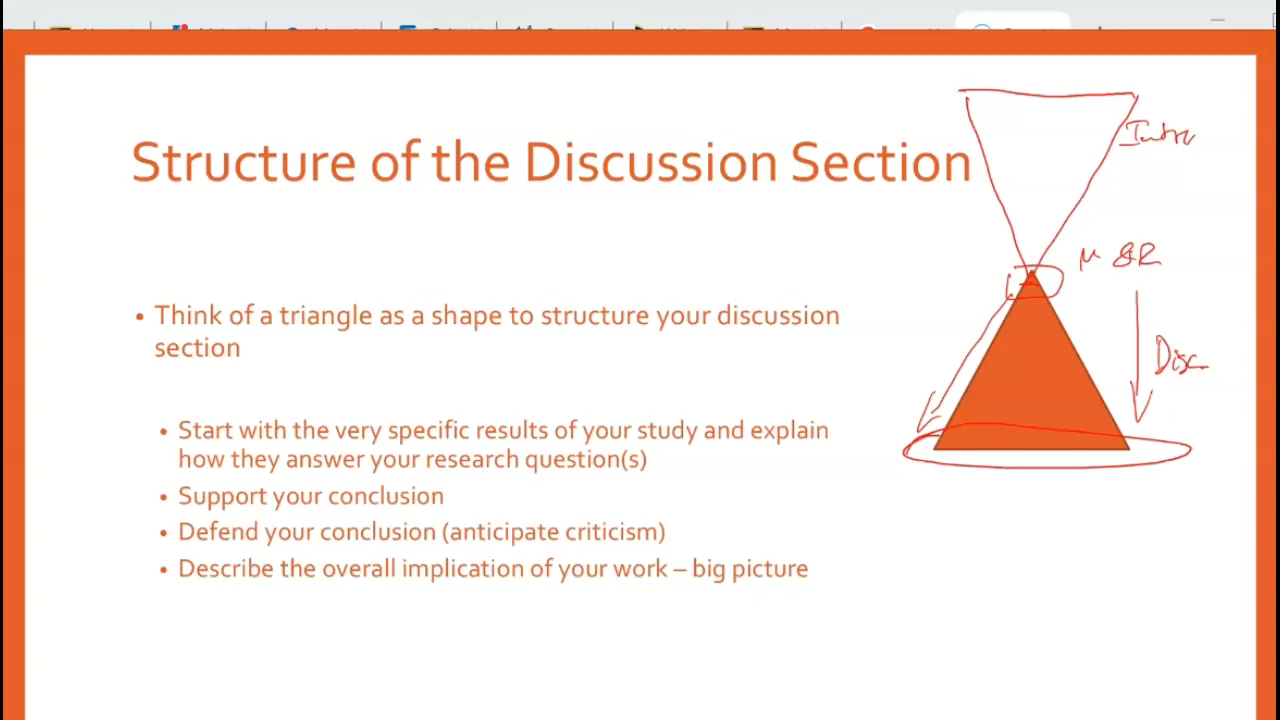 Structure of the Discussion Section
Intro
M &R
• Think of a triangle as a shape to structure your discussion
section
Disc
• Start with the very specific results of your study and explain
how they answer your research question(s)
• Support your conclusion
• Defend your conclusion (anticipate criticism)
• Describe the overall implication of your work – big picture